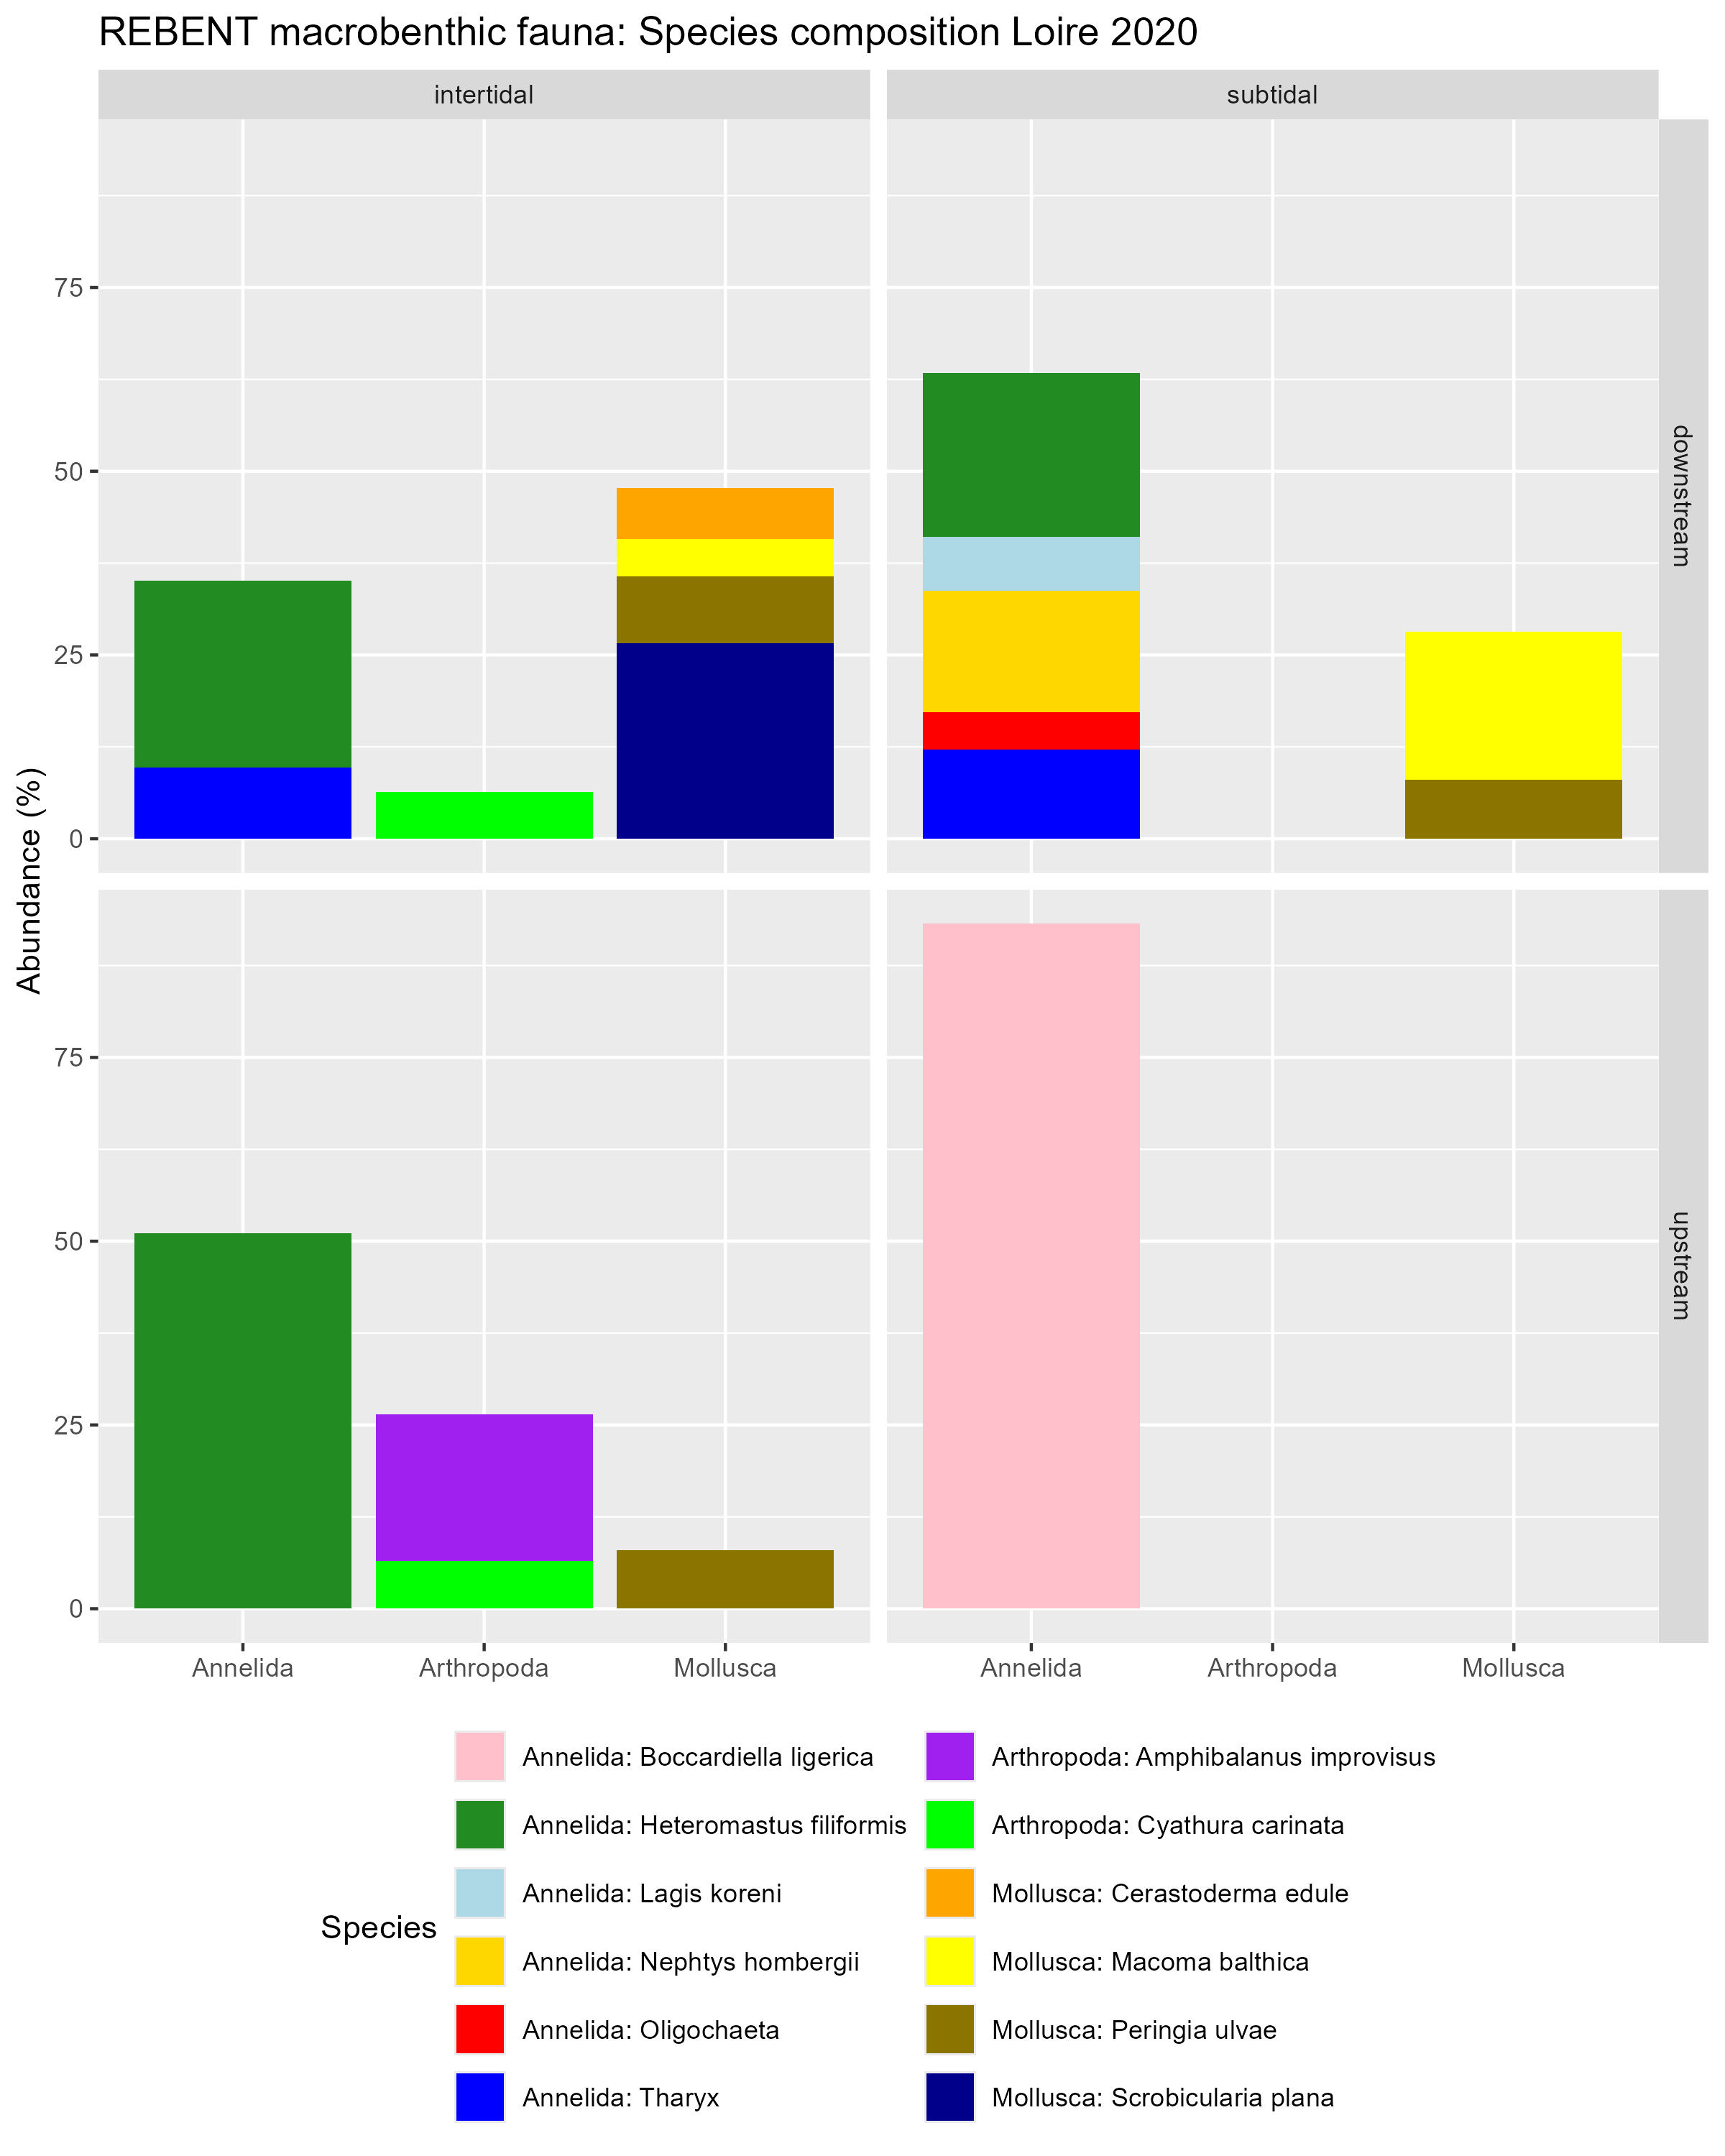 REBENT macrobenthic fauna: Species composition Loire 2020
intertidal
subtidal
75
50
25
0
downstream
Abundance (%)
75
50
25
0
upstream
Annelida
Arthropoda
Mollusca
Annelida
Arthropoda
Mollusca
Species
Annelida: Boccardiella ligerica
Annelida: Heteromastus filiformis
Annelida: Lagis koreni
Annelida: Nephtys hombergii
Annelida: Oligochaeta
Annelida: Tharyx
Arthropoda: Amphibalanus improvisus
Arthropoda: Cyathura carinata
Mollusca: Cerastoderma edule
Mollusca: Macoma balthica
Mollusca: Peringia ulvae
Mollusca: Scrobicularia plana